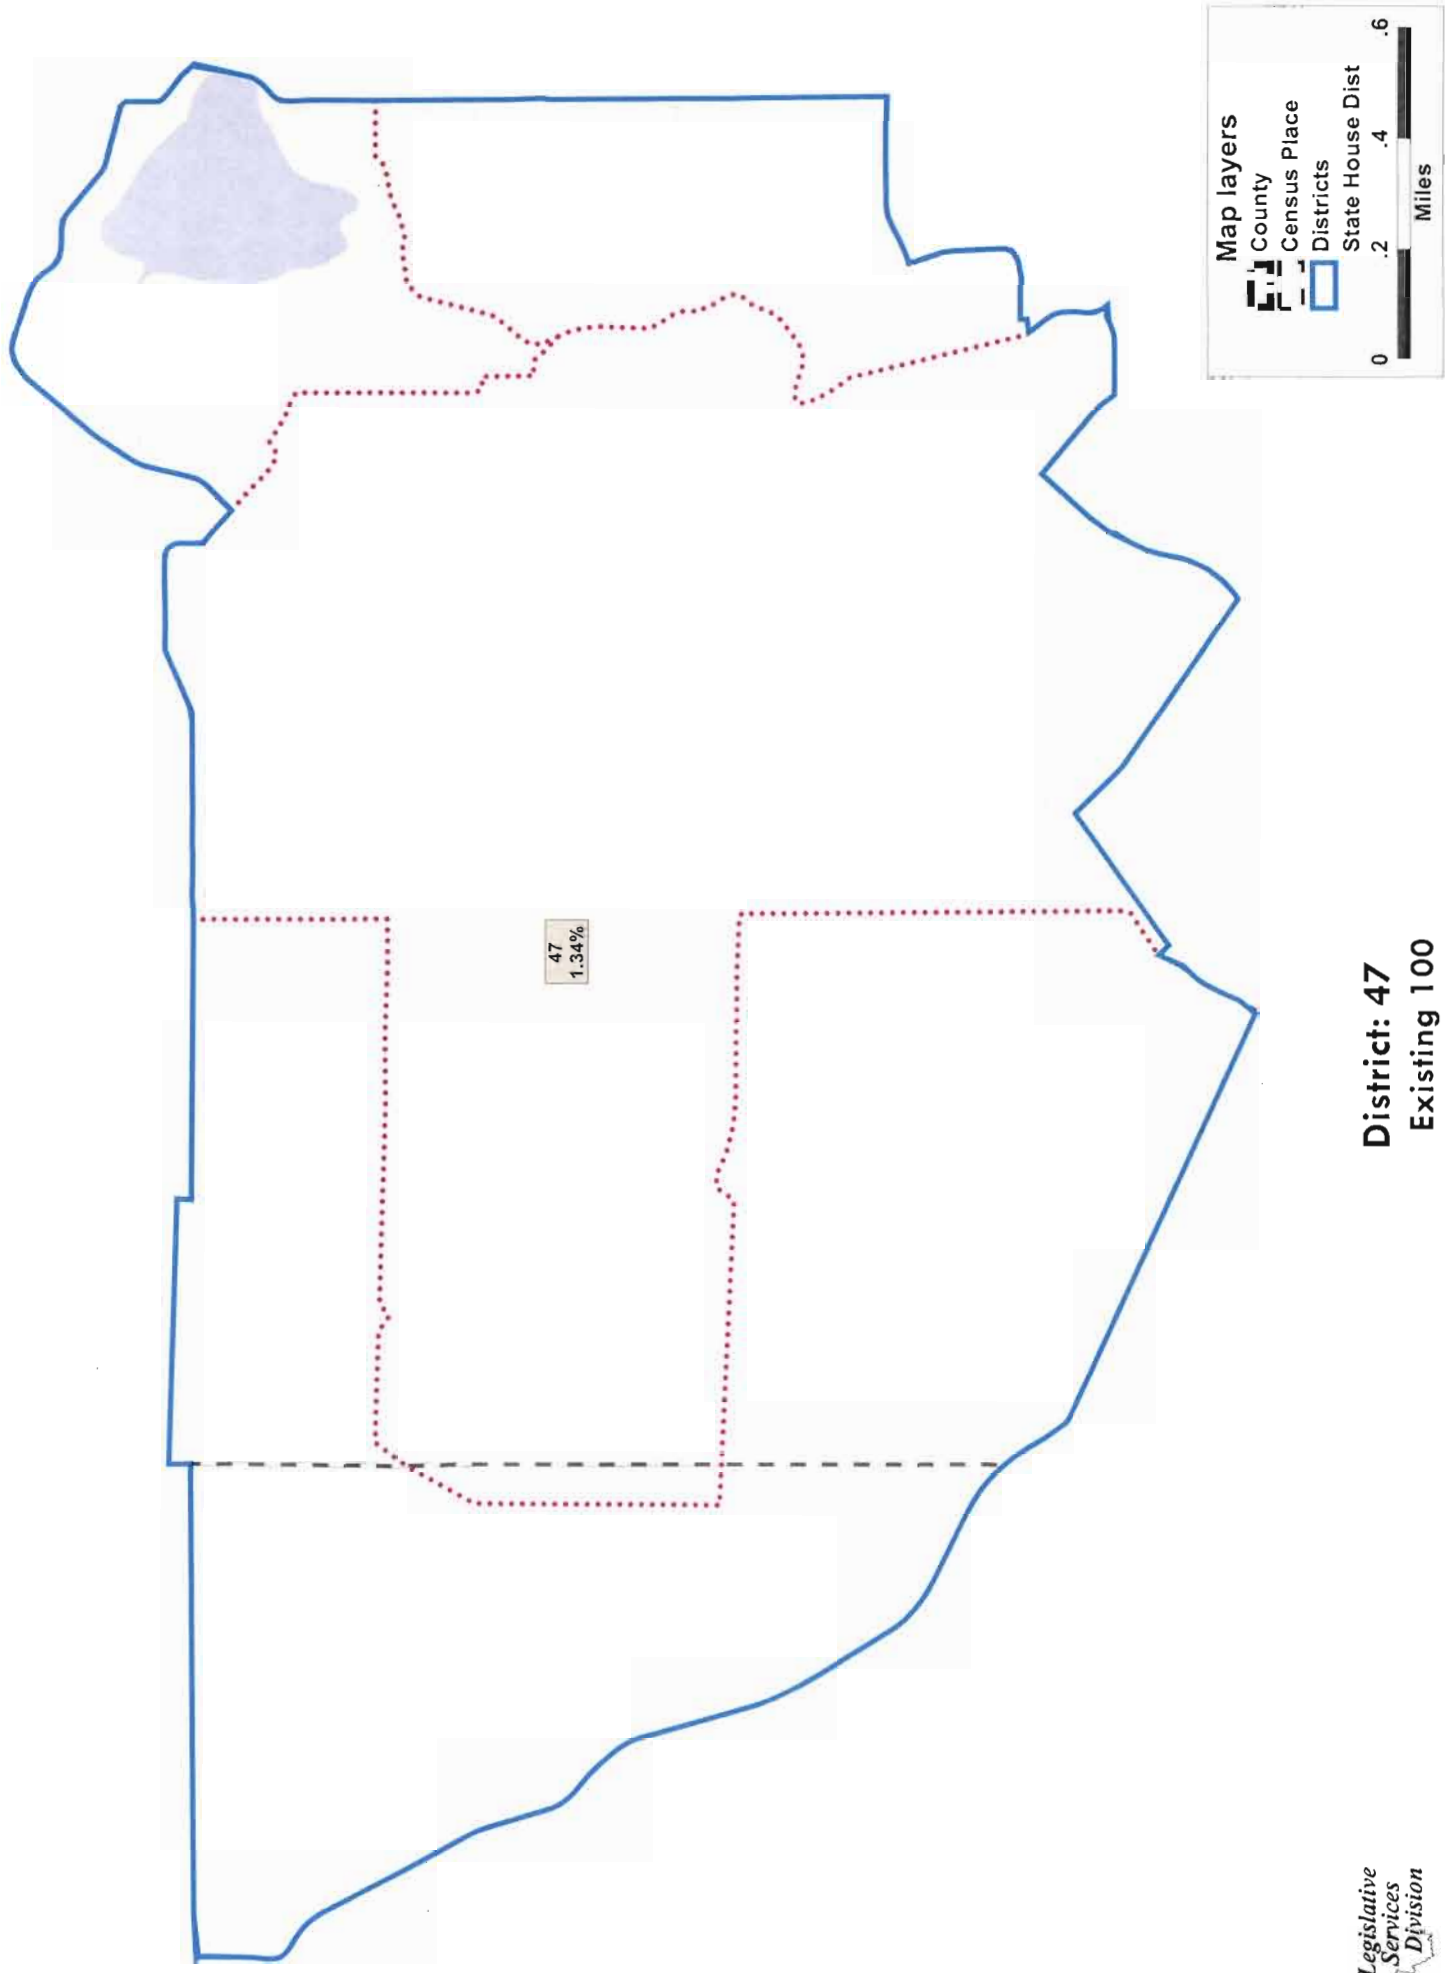 47
1.34%
Map layers
County
Census Place
Districts
State House Dist
0 .2 .4 .6
Miles
District: 47
Existing 100
Legislative
Services
Division